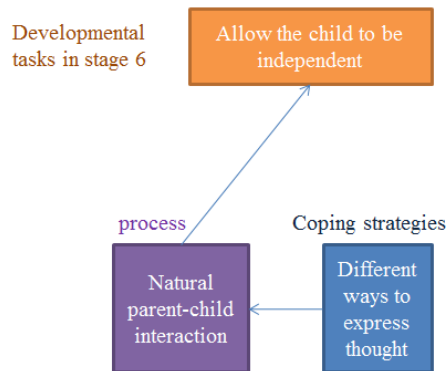 Developmental
tasks in stage 6
Allow the child to be
independent
process
Coping strategies
Natural
parent-child
interaction
Different
ways to
express
thought